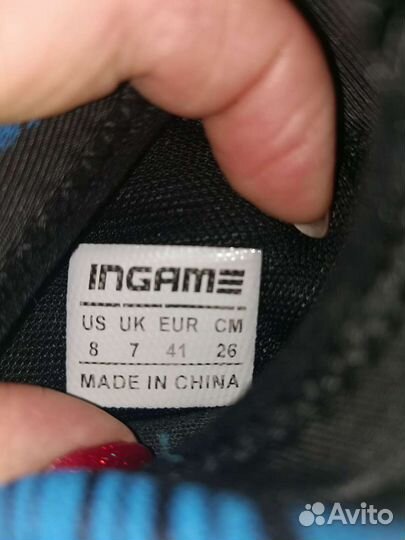 INGAME
US UK EUR CM
8 7 41 26
MADE IN CHINA
Avito